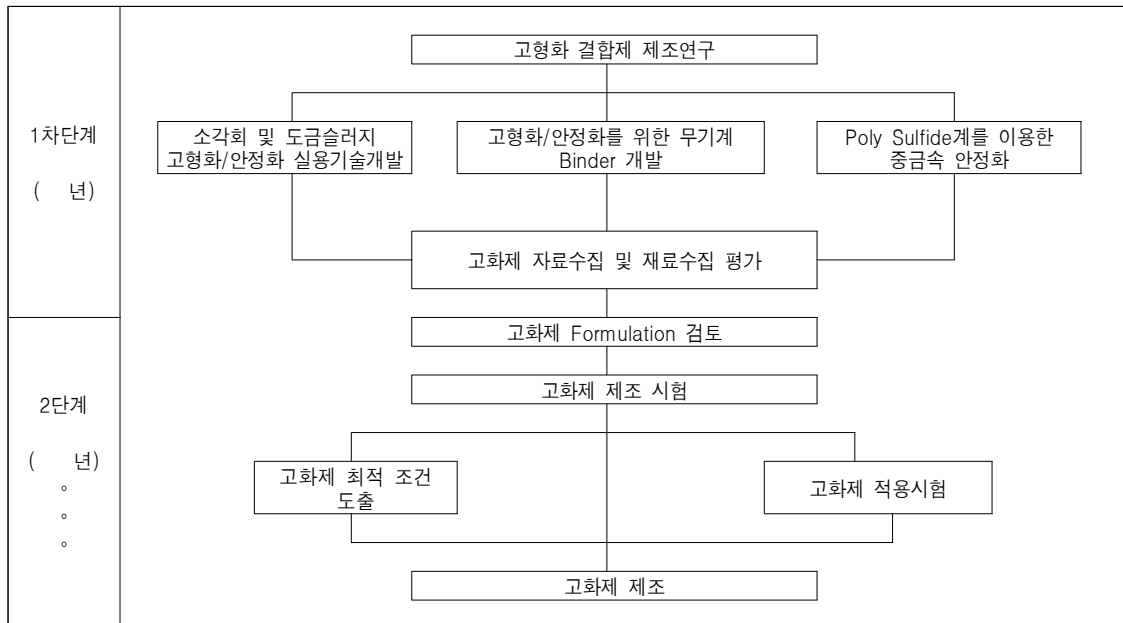 고형화 결합제 제조연구
1차단계
( 년)
소각회 및 도금슬러지
고형화/안정화 실용기술개발
고형화/안정화를 위한 무기계
Binder 개발
Poly Sulfide계를 이용한
중금속 안정화
고화제 자료수집 및 재료수집 평가
고화제 Formulation 검토
고화제 제조 시험
2단계
( 년)
。
。
。
고화제 최적 조건
도출
고화제 적용시험
고화제 제조